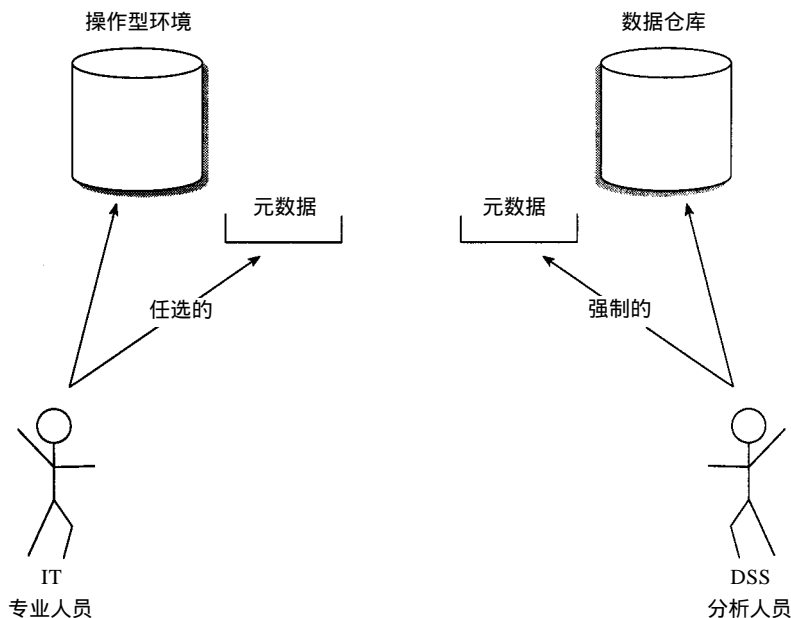 操作型环境
数据仓库
元数据
元数据
任选的
强制的
IT
专业人员
DSS
分析人员